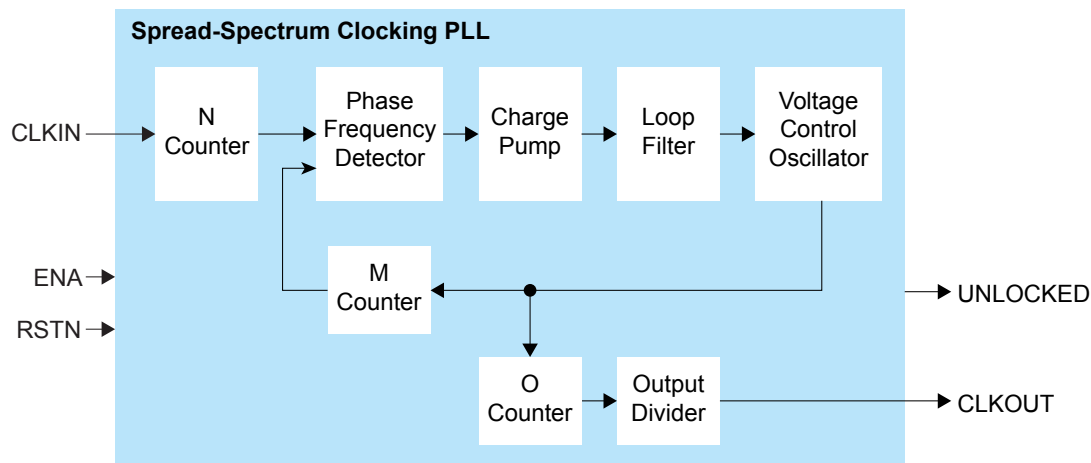 Spread-Spectrum Clocking PLL
CLKIN
N
Counter
Phase
Frequency
Detector
Charge
Pump
Loop
Filter
Voltage
Control
Oscillator
ENA
RSTN
M
Counter
UNLOCKED
O
Counter
Output
Divider
CLKOUT